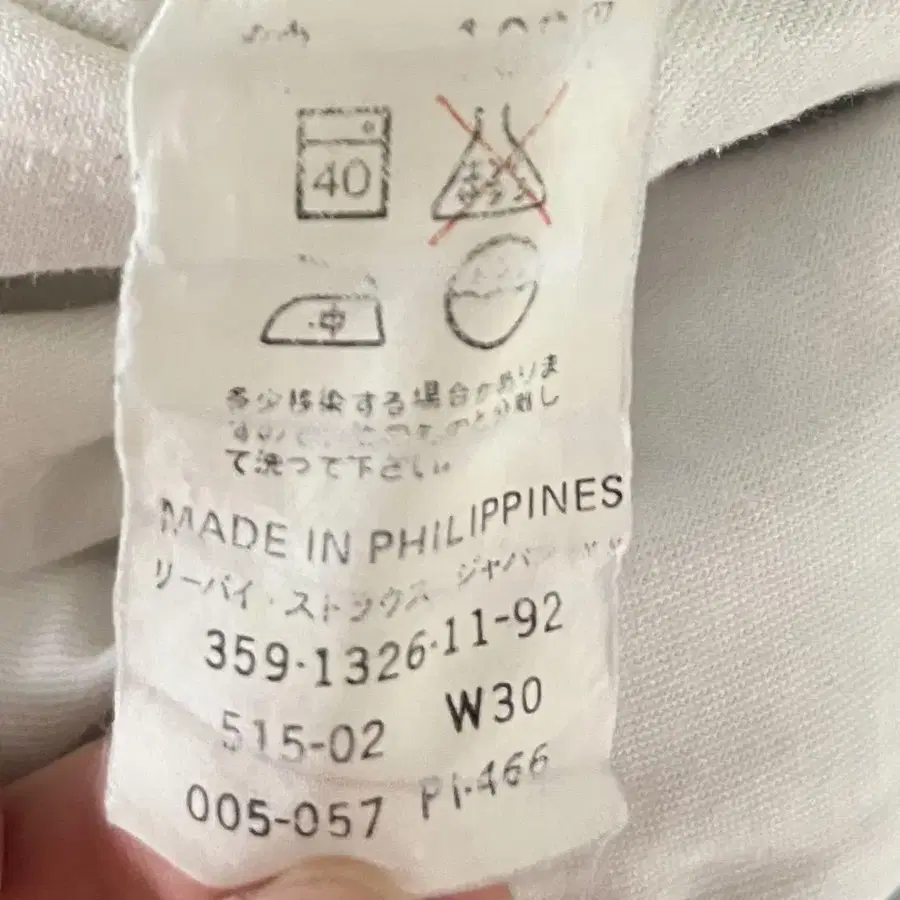 40
中
多少移染する場合がありま
て洗って下さい
MADE IN PHILIPPINES
リーバイ・ストラウス ジャパン
359-1326-11-92
515-02 W30
005-057 Pi-466